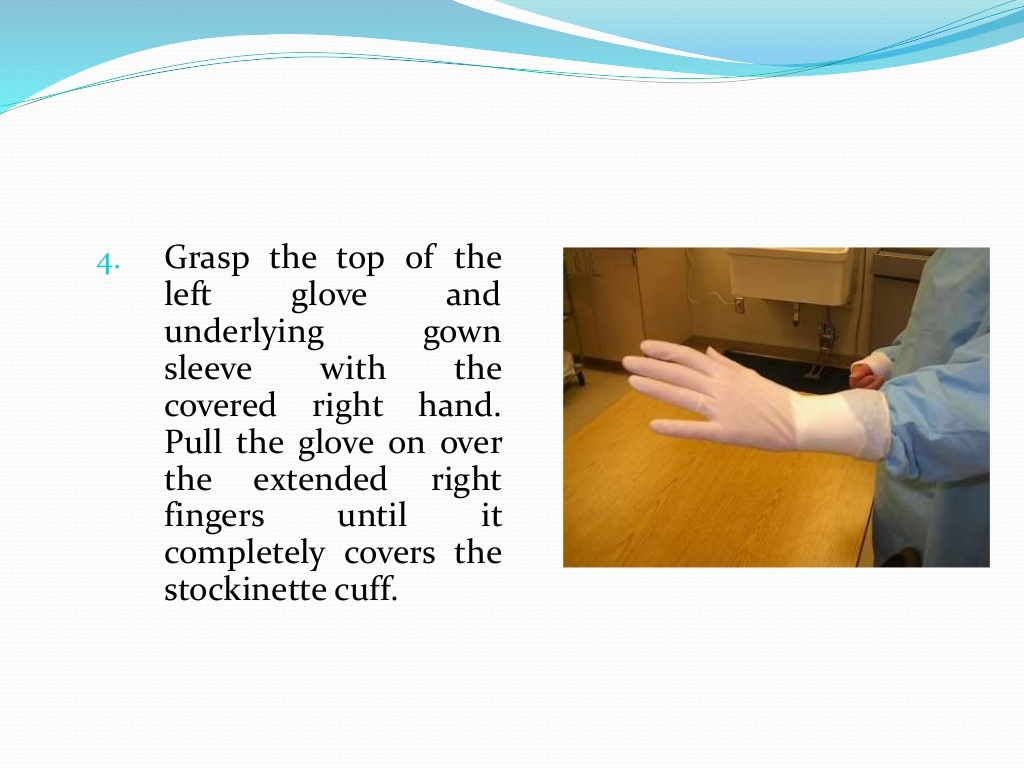 4. Grasp the top of the
left glove and
underlying gown
sleeve with the
covered right hand.
Pull the glove on over
the extended right
fingers until it
completely covers the
stockinette cuff.